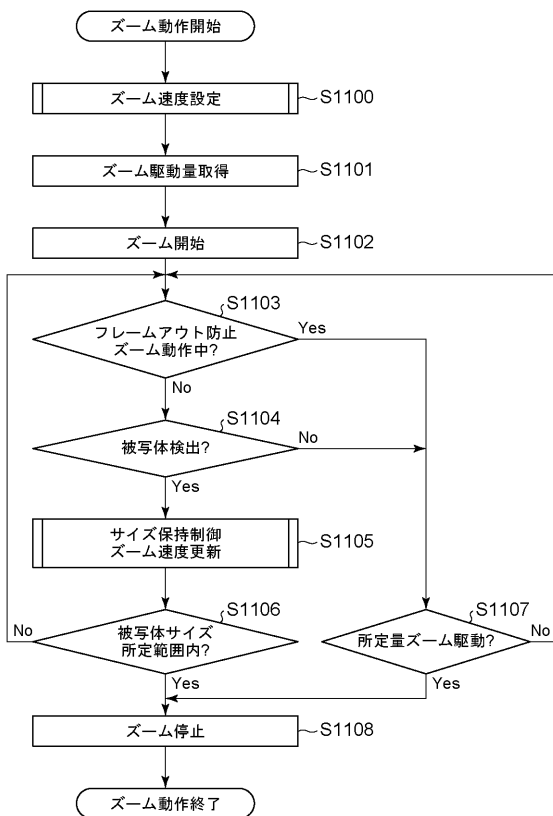 ズーム動作開始
ズーム速度設定
S1100
ズーム駆動量取得
S1101
ズーム開始
S1102
S1103
フレームアウト防止
ズーム動作中?
Yes
No
S1104
被写体検出?
No
Yes
サイズ保持制御
ズーム速度更新
S1105
S1106
被写体サイズ
所定範囲内?
No
Yes
S1107
所定量ズーム駆動?
No
Yes
ズーム停止
S1108
ズーム動作終了